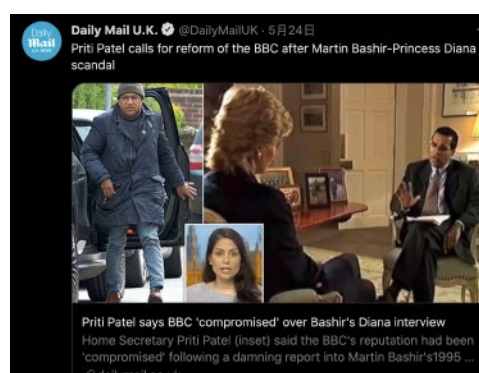 Daily Mail U.K. @DailyMailUK · 5月24日
Priti Patel calls for reform of the BBC after Martin Bashir-Princess Diana
scandal
Daily
Mail
Priti Patel says BBC 'compromised' over Bashir's Diana interview
Home Secretary Priti Patel (inset) said the BBC's reputation had been
'compromised' following a damning report into Martin Bashir's1995 ...